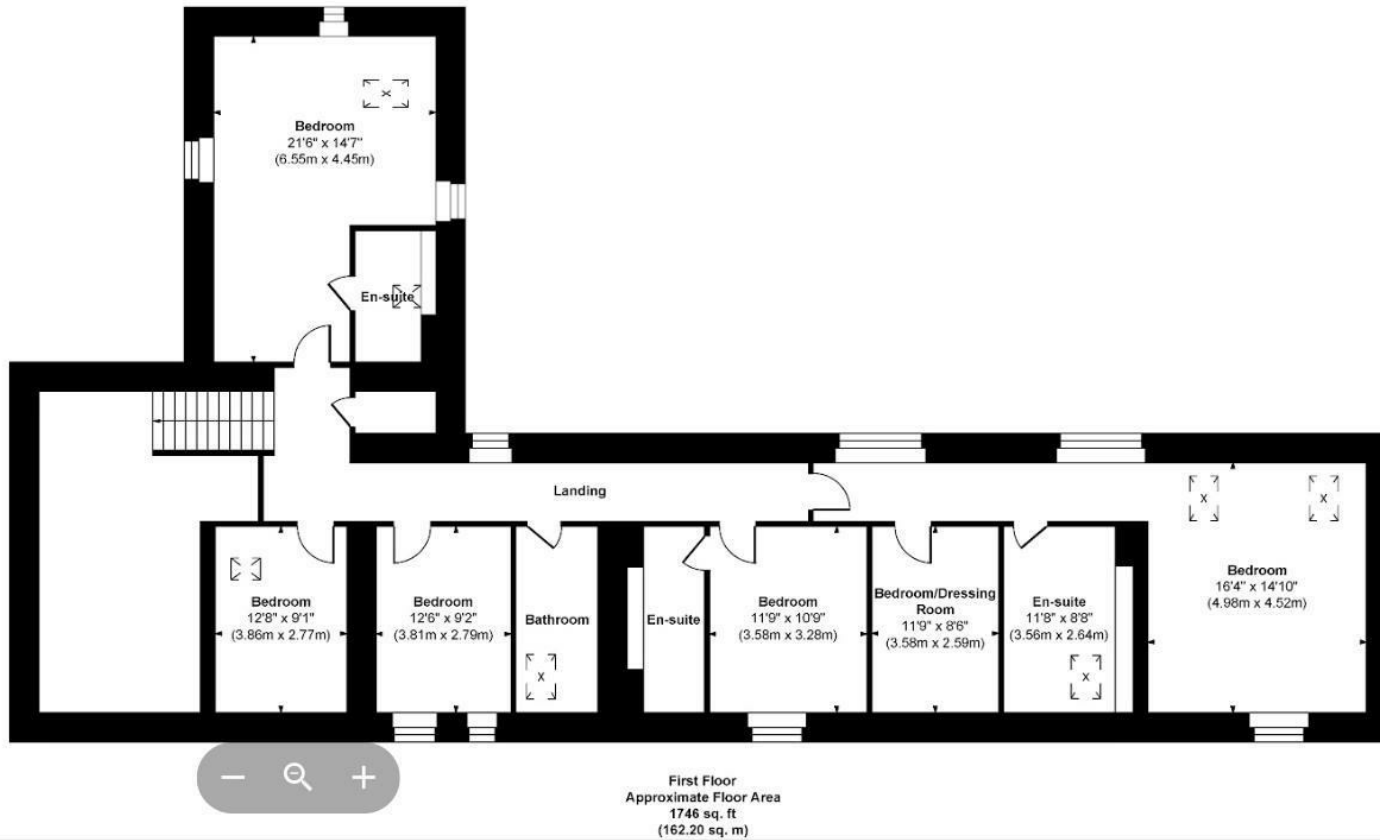 Bedroom
21'6" x 14'7"
(6.55m x 4.45m)
x
En-suite
Landing
x
x
Bedroom
12'8" x 9'1"
(3.86m x 2.77m)
Bedroom
12'6" x 9'2"
(3.81m x 2.79m)
Bathroom
x
En-suite
Bedroom
11'9" x 10'9"
(3.58m x 3.28m)
Bedroom/Dressing
Room
11'9" x 8'6"
(3.58m x 2.59m)
En-suite
11'8" x 8'8"
(3.56m x 2.64m)
x
Bedroom
16'4" x 14'10"
(4.98m x 4.52m)
First Floor
Approximate Floor Area
1746 sq. ft
(162.20 sq. m)